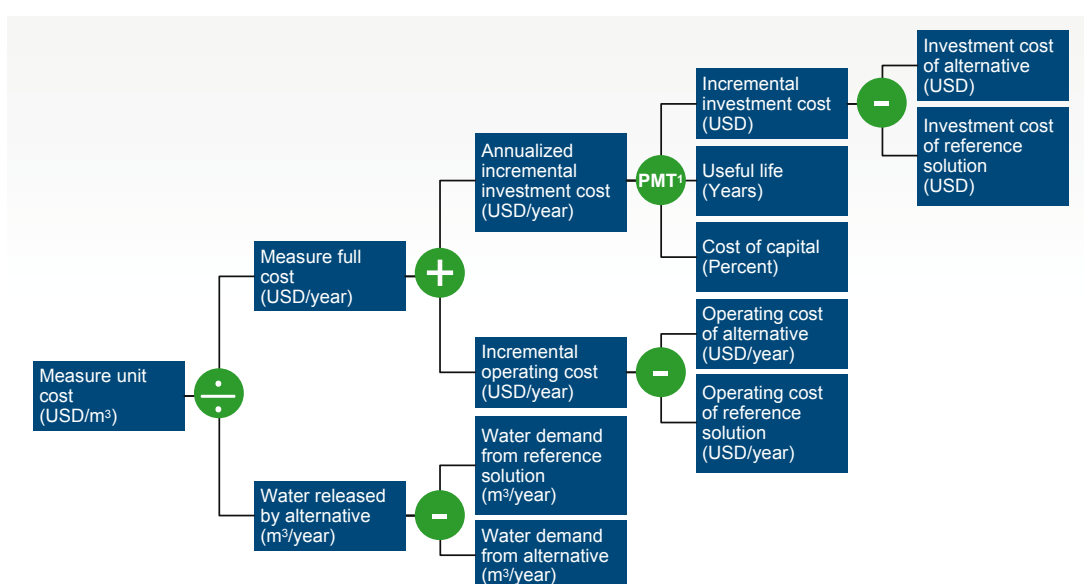 Measure unit
cost
(USD/m³)
÷
Measure full
cost
(USD/year)
Water released
by alternative
(m³/year)
+
-
Annualized
incremental
investment cost
(USD/year)
Incremental
operating cost
(USD/year)
Water demand
from reference
solution
(m³/year)
Water demand
from alternative
(m³/year)
PMT¹
-
Incremental
investment cost
(USD)
Useful life
(Years)
Cost of capital
(Percent)
Operating cost
of alternative
(USD/year)
Operating cost
of reference
solution
(USD/year)
-
Investment cost
of alternative
(USD)
Investment cost
of reference
solution
(USD)